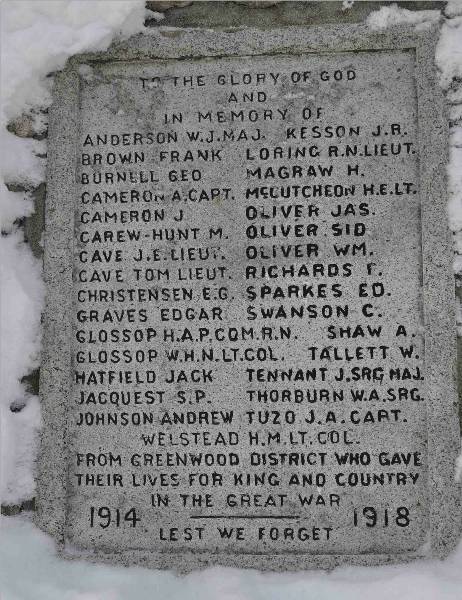 TO THE GLORY OF GOD
AND
IN MEMORY OF
ANDERSON W.J. MAJ. KESSON J.R.
BROWN FRANK LORING R.N. LIEUT.
BURNELL GEO MAGRAW H.
CAMERON A. CAPT. McCUTCHEON H.E. LT.
CAMERON J OLIVER JAS.
CAREW-HUNT M. OLIVER SID
CAVE J.E. LIEUT. OLIVER WM.
CAVE TOM LIEUT. RICHARDS F.
CHRISTENSEN E.G. SPARKES ED.
GRAVES EDGAR SWANSON C.
GLOSSOP H.A.P. COM. R.N. SHAW A.
GLOSSOP W.H.N. LT. COL. TALLETT W.
HATFIELD JACK TENNANT J. SRG MAJ.
JACQUEST S.P. THORBURN W.A. SRG.
JOHNSON ANDREW TUZO J.A. CAPT.
WELSTEAD H.M. LT. COL.
FROM GREENWOOD DISTRICT WHO GAVE
THEIR LIVES FOR KING AND COUNTRY
IN THE GREAT WAR
1914 1918
LEST WE FORGET